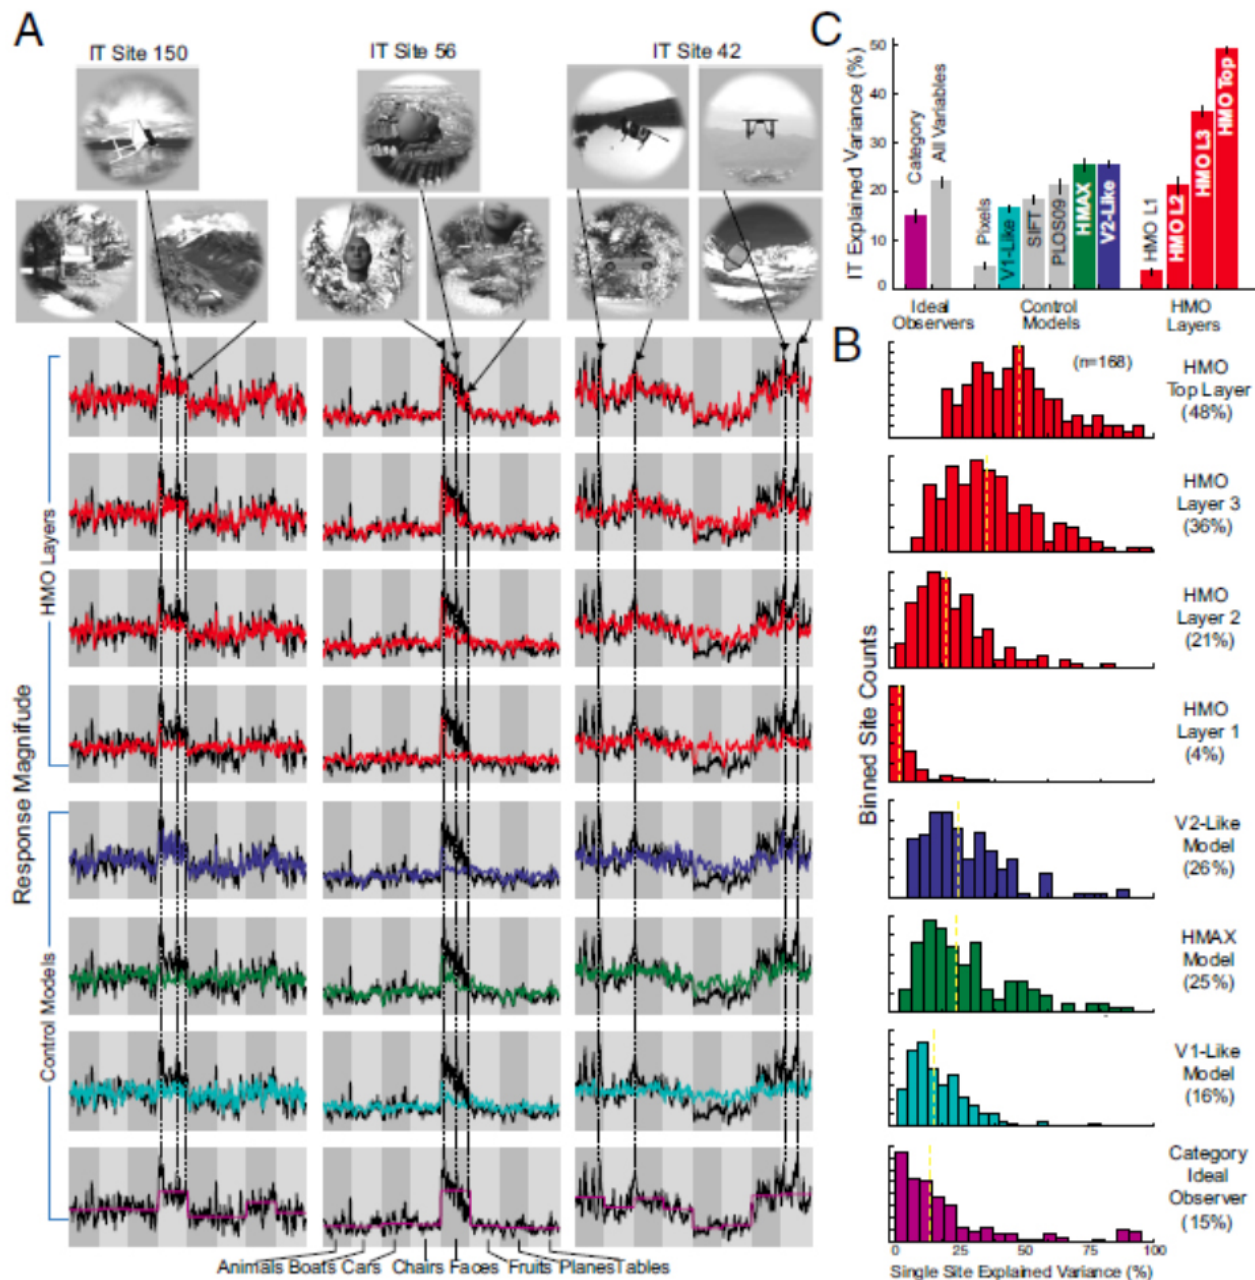 A
IT Site 150
IT Site 56
IT Site 42
HMO Layers
Response Magnifude
Control Models
Animals Boats Cars Chairs Faces Fruits Planes Tables
C
IT Explained Variance (%)
50
40
30
20
10
0
Category
All Variables
Pixels
V1-Like
SIFT
PLOS09
HMAX
V2-Like
HMO L1
HMO L2
HMO L3
HMO Top
Ideal
Observers
Control
Models
HMO
Layers
B
Binned Site Counts
(n=168)
HMO
Top Layer
(48%)
HMO
Layer 3
(36%)
HMO
Layer 2
(21%)
HMO
Layer 1
(4%)
V2-Like
Model
(26%)
HMAX
Model
(25%)
V1-Like
Model
(16%)
Category
Ideal
Observer
(15%)
0 25 50 75 100
Single Site Explained Variance (%)